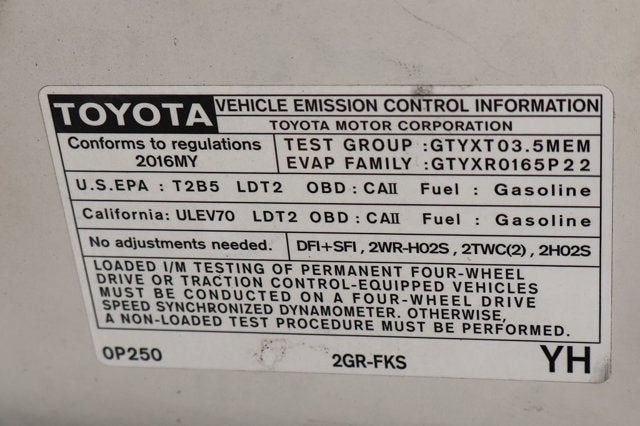 TOYOTA VEHICLE EMISSION CONTROL INFORMATION
TOYOTA MOTOR CORPORATION
Conforms to regulations
2016MY
TEST GROUP :GTYXT03.5MEM
EVAP FAMILY :GTYXR0165P22
U.S.EPA : T2B5 LDT2 OBD : CAII Fuel : Gasoline
California: ULEV70 LDT2 OBD : CAII Fuel : Gasoline
No adjustments needed. DFI+SFI , 2WR-HO2S , 2TWC(2) , 2HO2S
LOADED I/M TESTING OF PERMANENT FOUR-WHEEL
DRIVE OR TRACTION CONTROL-EQUIPPED VEHICLES
MUST BE CONDUCTED ON A FOUR-WHEEL DRIVE
SPEED SYNCHRONIZED DYNAMOMETER. OTHERWISE,
A NON-LOADED TEST PROCEDURE MUST BE PERFORMED.
0P250 2GR-FKS YH